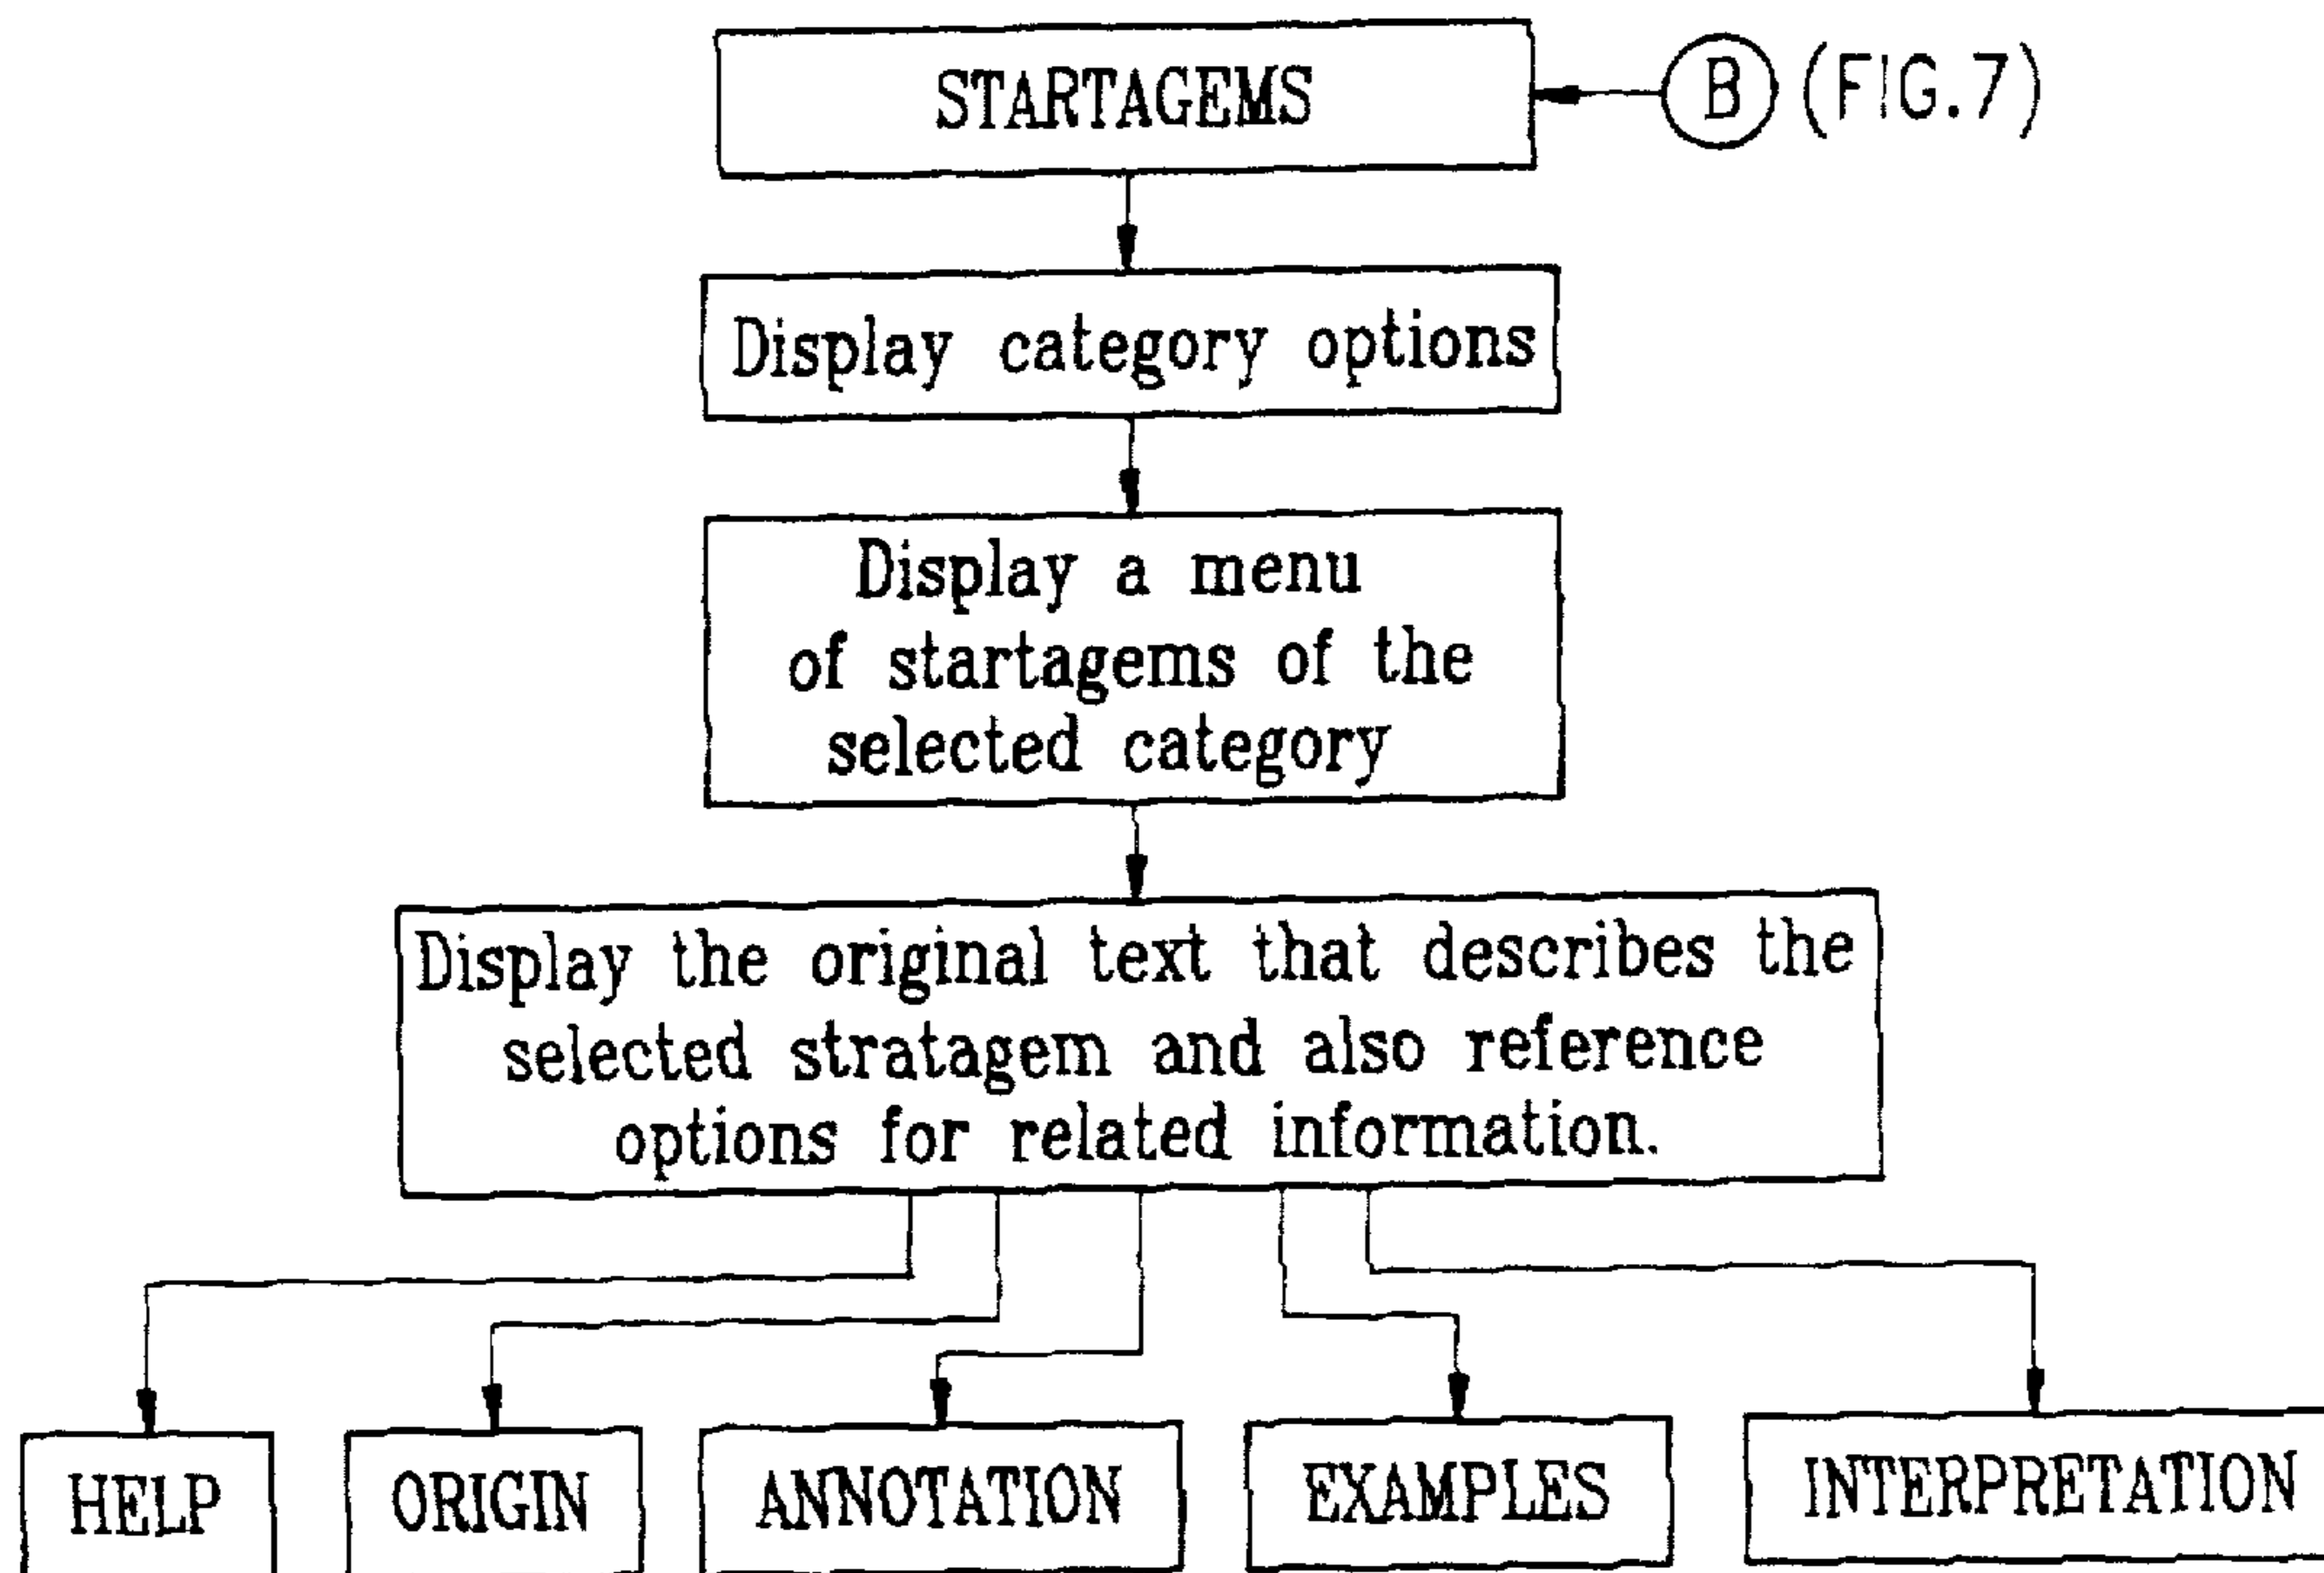 STARTAGEMS
B (FIG.7)
Display category options
Display a menu
of startagems of the
selected category
Display the original text that describes the
selected stratagem and also reference
options for related information.
HELP
ORIGIN
ANNOTATION
EXAMPLES
INTERPRETATION